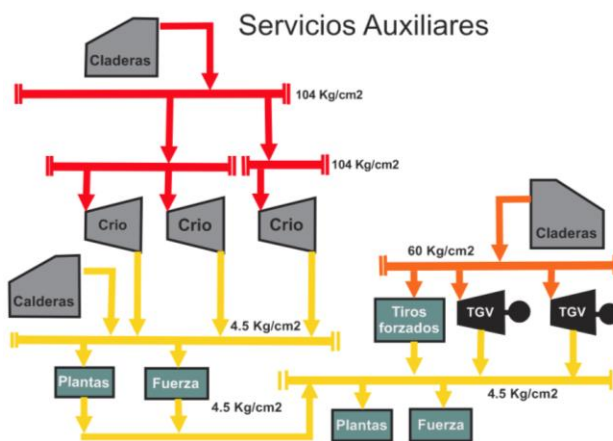 Servicios Auxiliares
Claderas
104 Kg/cm2
104 Kg/cm2
Crio
Crio
Crio
Claderas
60 Kg/cm2
Calderas
Tiros
forzados
TGV
TGV
4.5 Kg/cm2
Plantas
Fuerza
4.5 Kg/cm2
4.5 Kg/cm2
Plantas
Fuerza